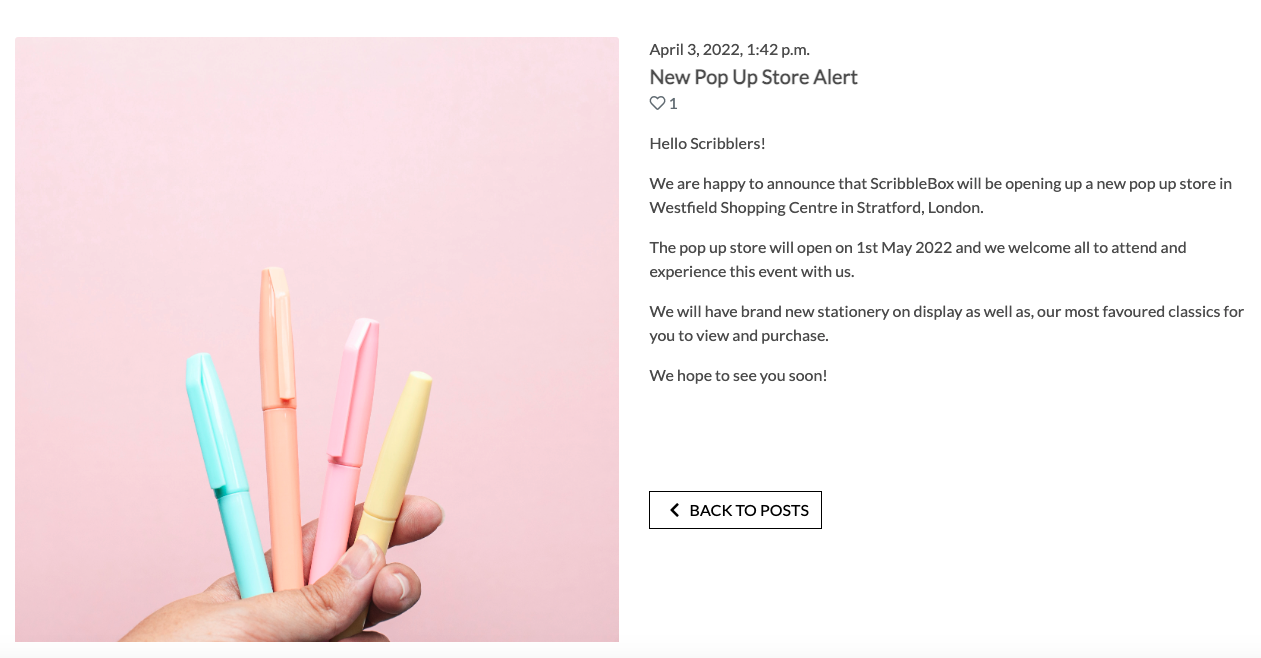 April 3, 2022, 1:42 p.m.
New Pop Up Store Alert
1
Hello Scribblers!
We are happy to announce that ScribbleBox will be opening up a new pop up store in
Westfield Shopping Centre in Stratford, London.
The pop up store will open on 1st May 2022 and we welcome all to attend and
experience this event with us.
We will have brand new stationery on display as well as, our most favoured classics for
you to view and purchase.
We hope to see you soon!
BACK TO POSTS